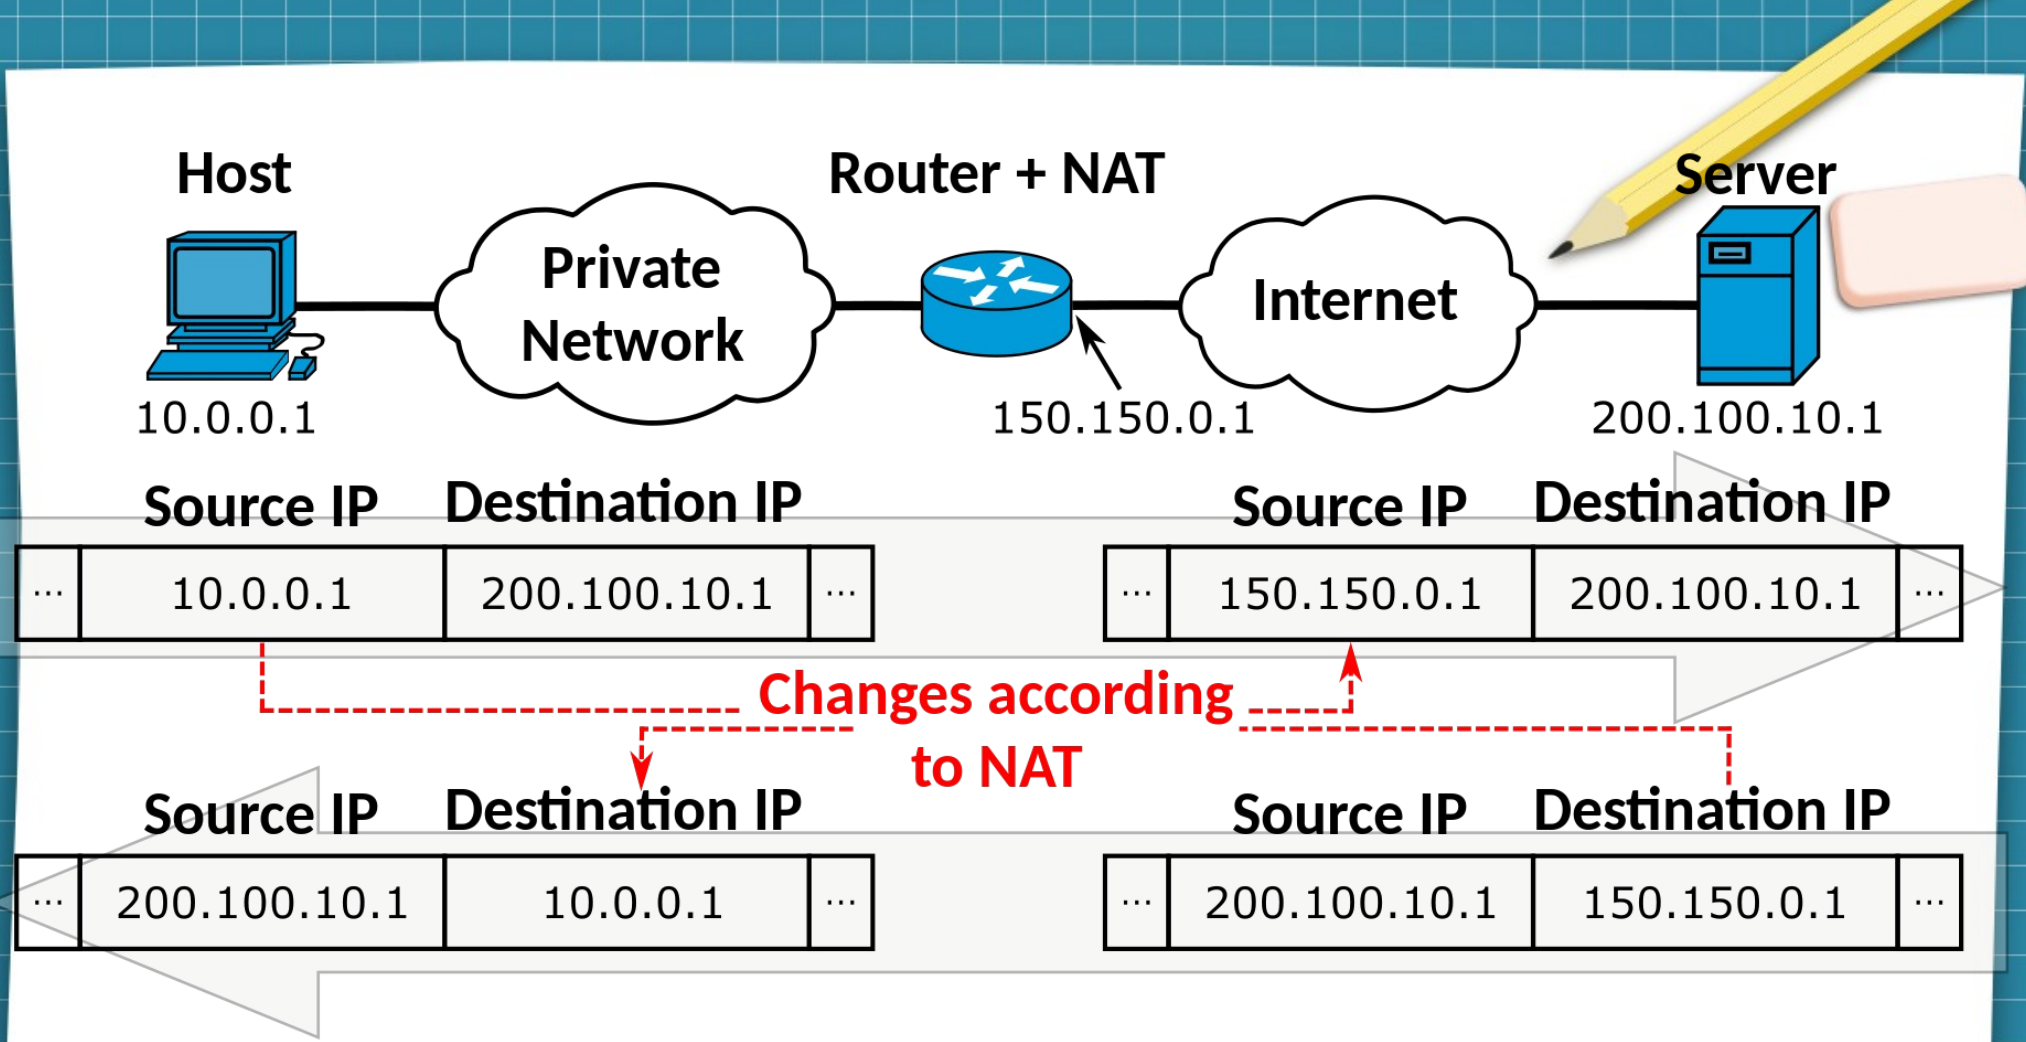 Host
Router + NAT
Server
Private
Network
Internet
10.0.0.1
150.150.0.1
200.100.10.1
Source IP Destination IP
Source IP Destination IP
... 10.0.0.1 200.100.10.1 ...
... 150.150.0.1 200.100.10.1 ...
Changes according
to NAT
Source IP Destination IP
Source IP Destination IP
... 200.100.10.1 10.0.0.1 ...
... 200.100.10.1 150.150.0.1 ...